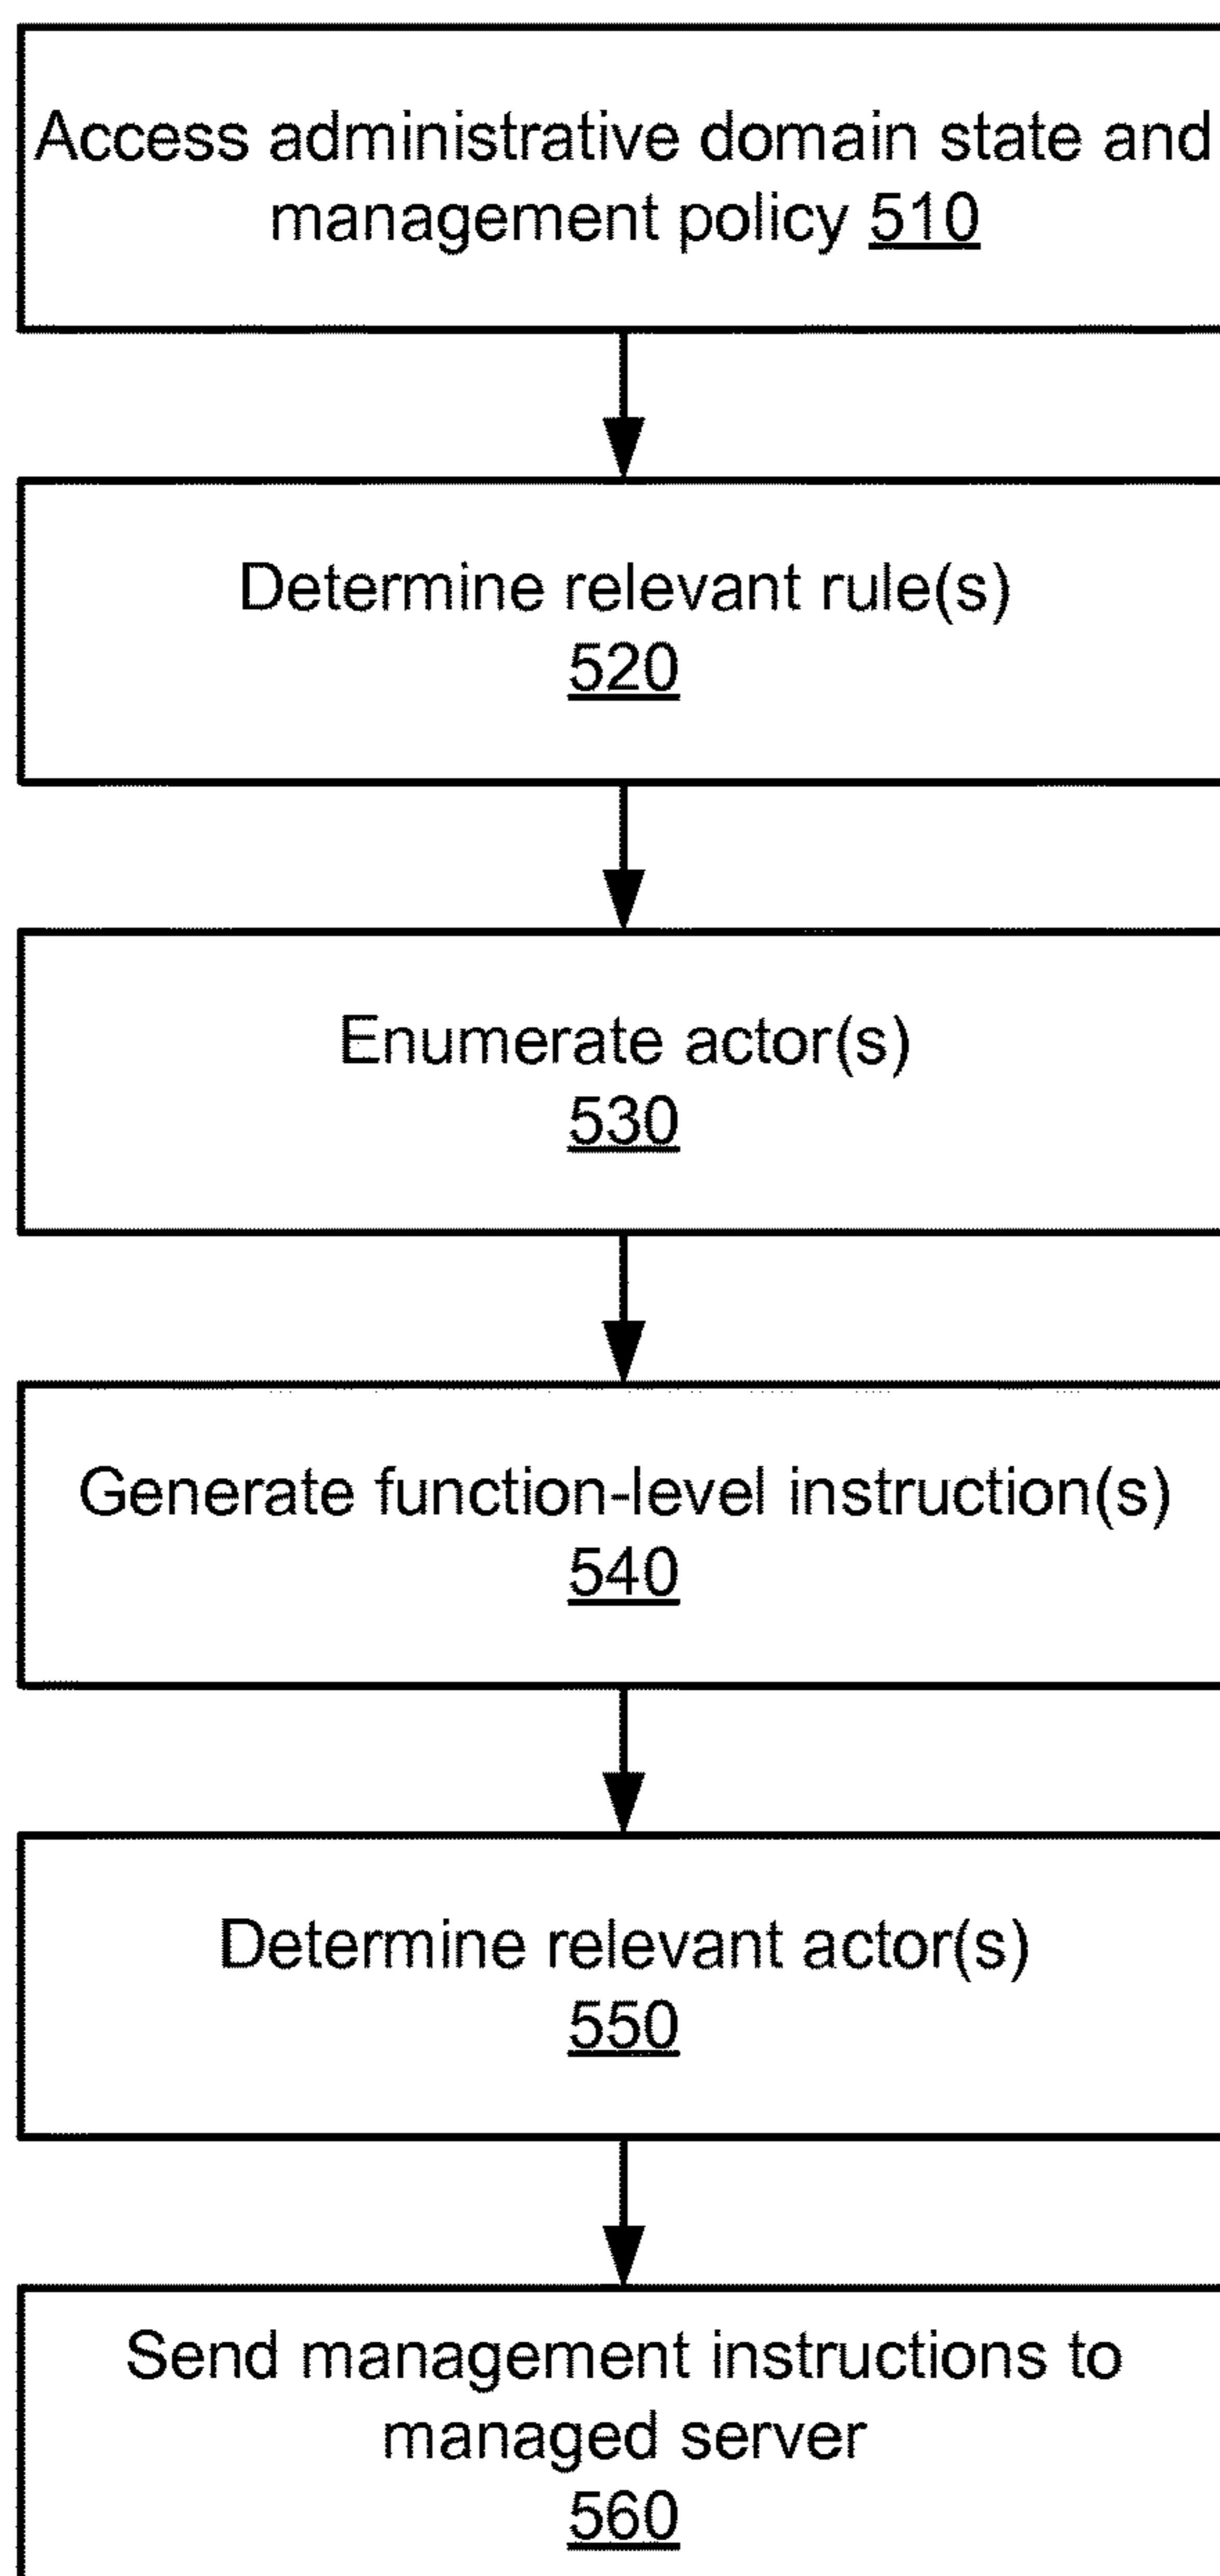 Access administrative domain state and
management policy 510
Determine relevant rule(s)
520
Enumerate actor(s)
530
Generate function-level instruction(s)
540
Determine relevant actor(s)
550
Send management instructions to
managed server
560